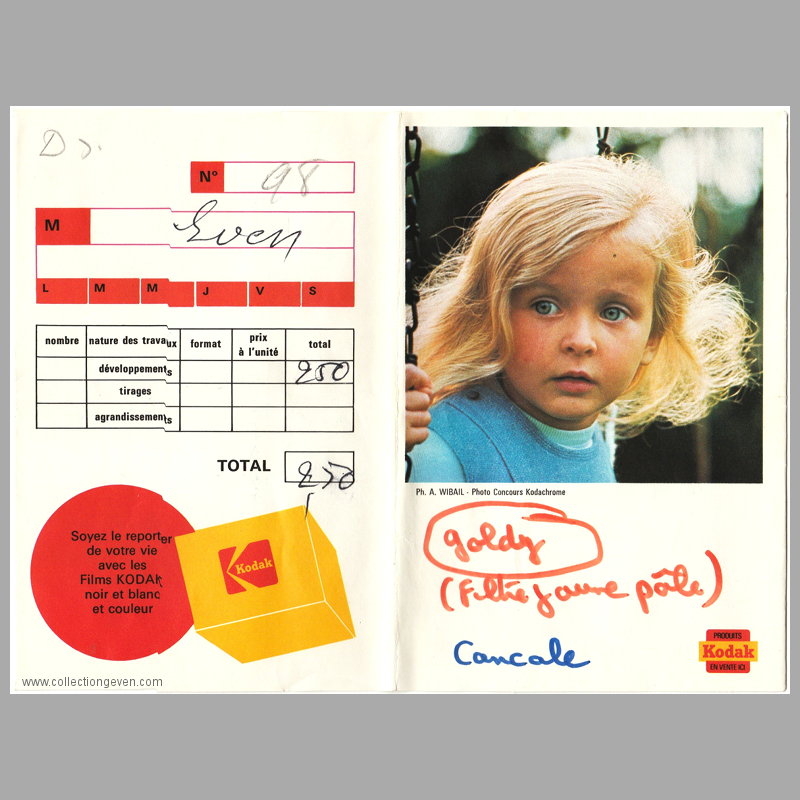 D
N° 98
M Even
L M M J V S
nombre nature des travaux format prix à l'unité total
développements 250
tirages
agrandissements
TOTAL 250
Soyez le reporter
de votre vie
avec les
Films KODAK
noir et blanc
et couleur
Kodak
www.collectiongeven.com
Ph. A. WIBAIL - Photo Concours Kodachrome
goldy
(Filtre jaune pâle)
Cancale
PRODUITS
Kodak
EN VENTE ICI